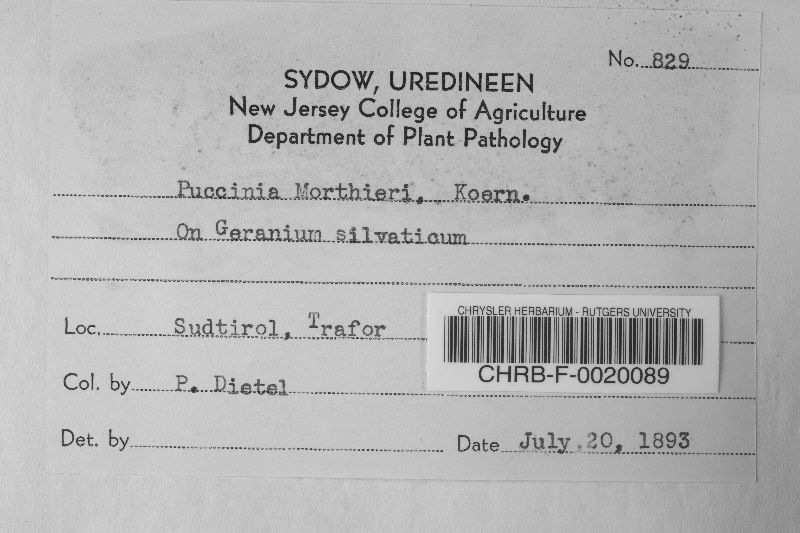 No. 829
SYDOW, UREDINEEN
New Jersey College of Agriculture
Department of Plant Pathology
Puccinia Morthieri, Koern.
On Geranium silvaticum
Loc. Sudtirol, Trafor
CHRYSLER HERBARIUM - RUTGERS UNIVERSITY
CHRB-F-0020089
Col. by P. Dietel
Det. by
Date July 20, 1893